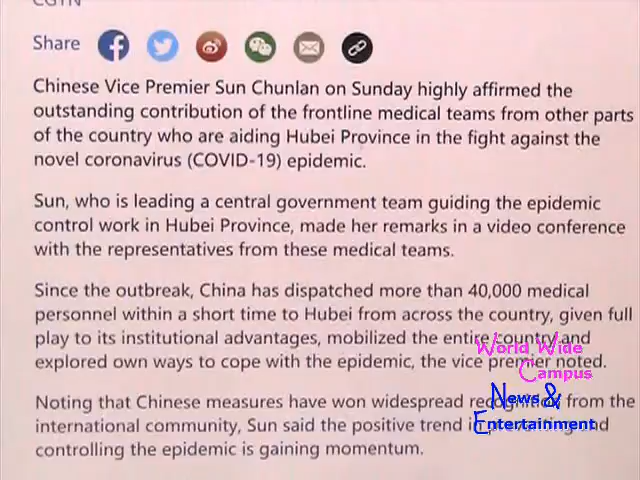 Share
Chinese Vice Premier Sun Chunlan on Sunday highly affirmed the
outstanding contribution of the frontline medical teams from other parts
of the country who are aiding Hubei Province in the fight against the
novel coronavirus (COVID-19) epidemic.
Sun, who is leading a central government team guiding the epidemic
control work in Hubei Province, made her remarks in a video conference
with the representatives from these medical teams.
Since the outbreak, China has dispatched more than 40,000 medical
personnel within a short time to Hubei from across the country, given full
play to its institutional advantages, mobilized the entire country and
explored own ways to cope with the epidemic, the vice premier noted.
Noting that Chinese measures have won widespread recognition from the
international community, Sun said the positive trend in and
controlling the epidemic is gaining momentum.
World Wide
Campus
News &
Entertainment